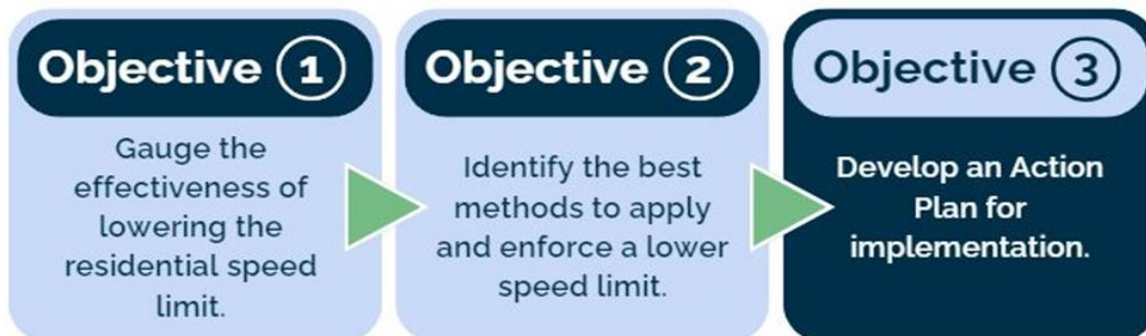 Objective 1
Gauge the
effectiveness of
lowering the
residential speed
limit.
Objective 2
Identify the best
methods to apply
and enforce a lower
speed limit.
Objective 3
Develop an Action
Plan for
implementation.